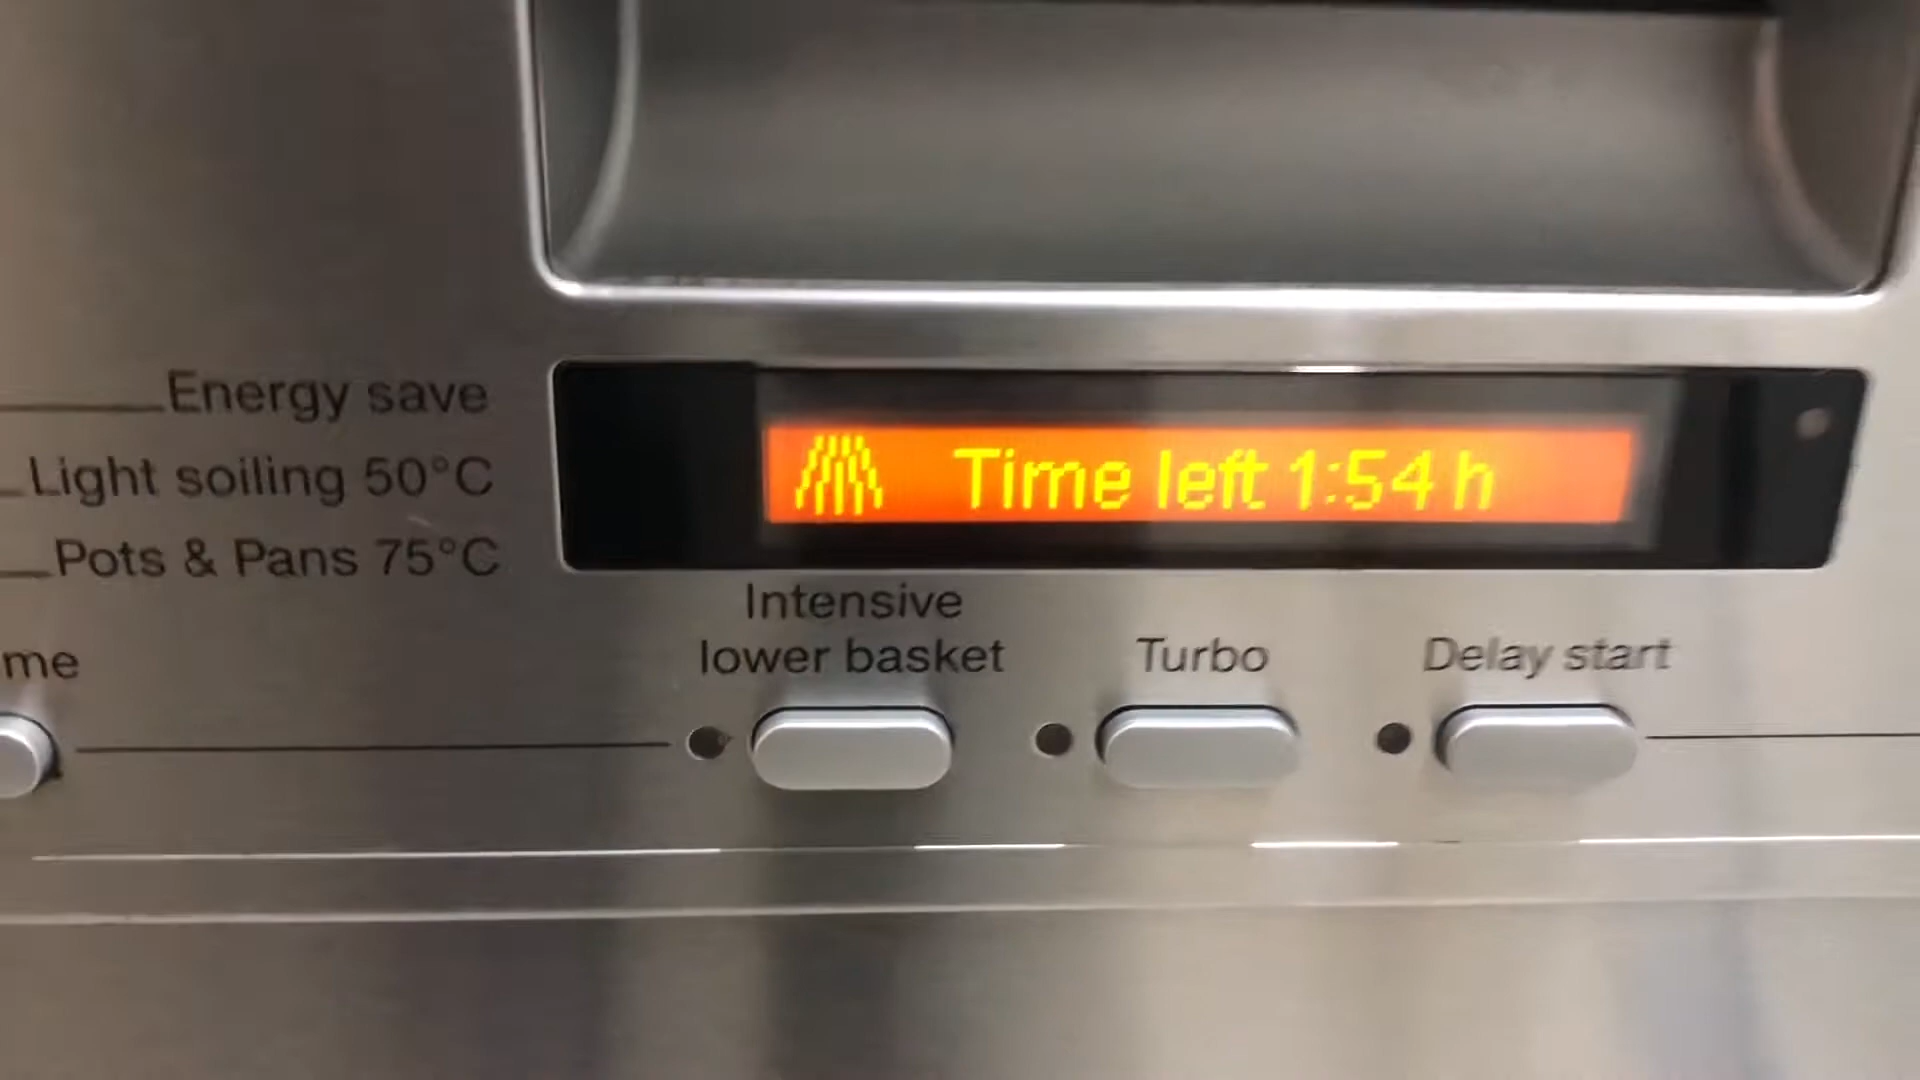 Energy save
Light soiling 50°C
Pots & Pans 75°C
Time left 1:54 h
me
Intensive
lower basket
Turbo
Delay start